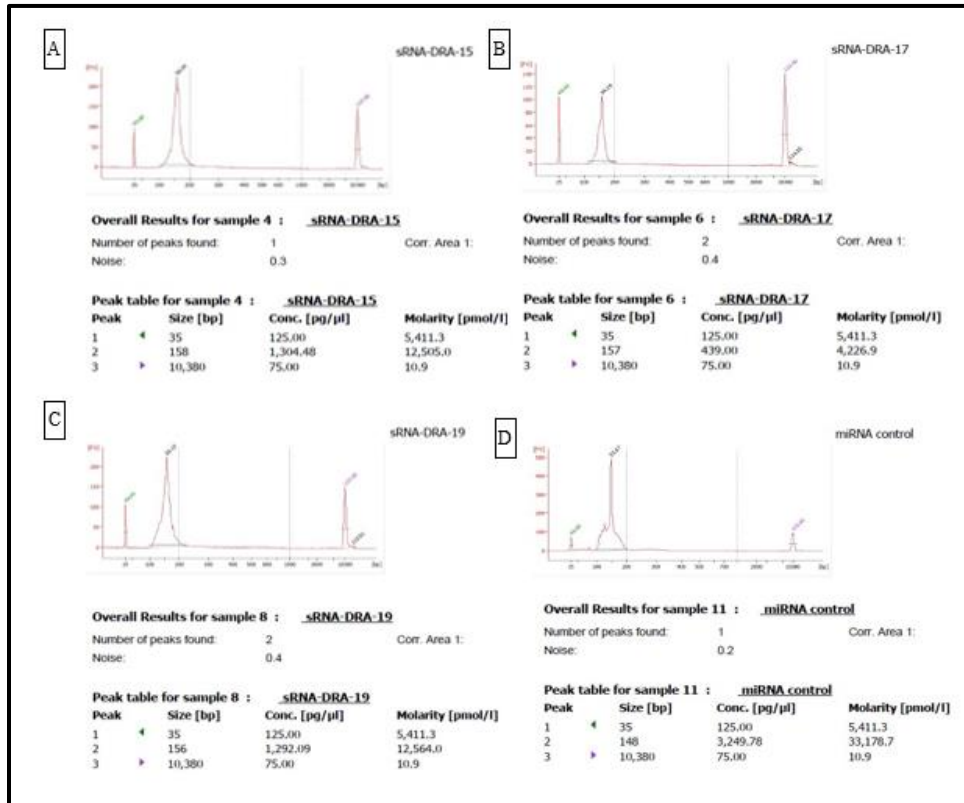 A
sRNA-DRA-15
Overall Results for sample 4 : sRNA-DRA-15
Number of peaks found: 1 Corr. Area 1:
Noise: 0.3
Peak table for sample 4 : sRNA-DRA-15
Peak Size [bp] Conc. [pg/µl] Molarity [pmol/l]
1 35 125.00 5,411.3
2 158 1,304.48 12,505.0
3 10,380 75.00 10.9
B
sRNA-DRA-17
Overall Results for sample 6 : sRNA-DRA-17
Number of peaks found: 2 Corr. Area 1:
Noise: 0.4
Peak table for sample 6 : sRNA-DRA-17
Peak Size [bp] Conc. [pg/µl] Molarity [pmol/l]
1 35 125.00 5,411.3
2 157 439.00 4,226.9
3 10,380 75.00 10.9
C
sRNA-DRA-19
Overall Results for sample 8 : sRNA-DRA-19
Number of peaks found: 2 Corr. Area 1:
Noise: 0.4
Peak table for sample 8 : sRNA-DRA-19
Peak Size [bp] Conc. [pg/µl] Molarity [pmol/l]
1 35 125.00 5,411.3
2 156 1,292.09 12,564.0
3 10,380 75.00 10.9
D
miRNA control
Overall Results for sample 11 : miRNA control
Number of peaks found: 1 Corr. Area 1:
Noise: 0.2
Peak table for sample 11 : miRNA control
Peak Size [bp] Conc. [pg/µl] Molarity [pmol/l]
1 35 125.00 5,411.3
2 148 3,249.78 33,178.7
3 10,380 75.00 10.9